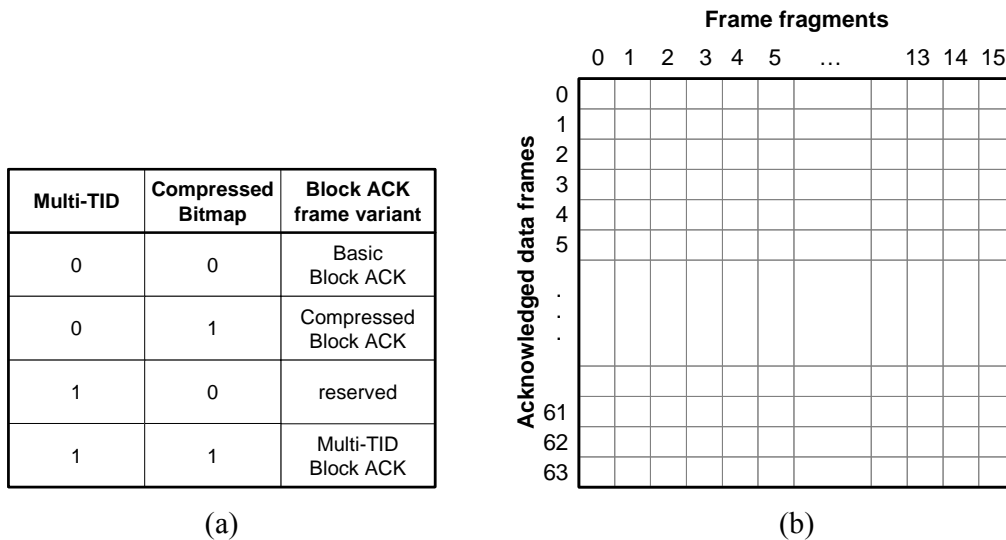 Multi-TID
Compressed
Bitmap
Block ACK
frame variant
0
0
Basic
Block ACK
0
1
Compressed
Block ACK
1
0
reserved
1
1
Multi-TID
Block ACK
(a)
Frame fragments
0 1 2 3 4 5 … 13 14 15
Acknowledged data frames
0
1
2
3
4
5
.
.
.
61
62
63
(b)